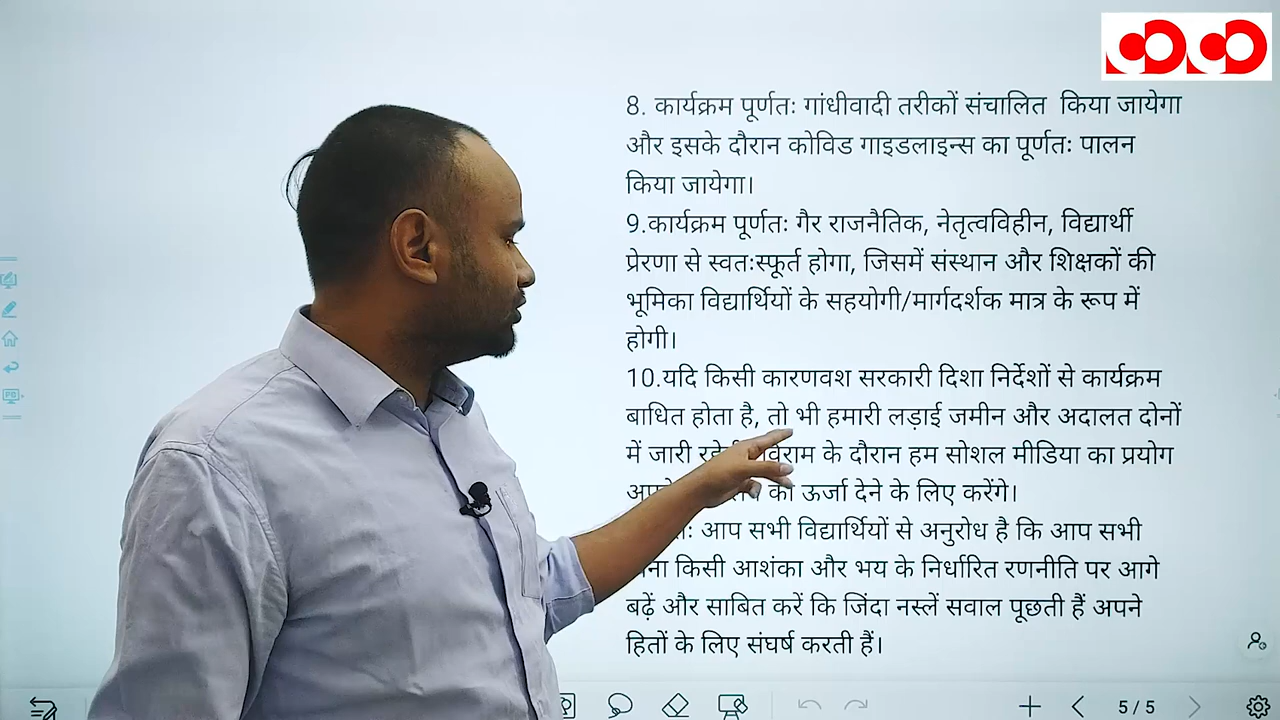 8. कार्यक्रम पूर्णतः गांधीवादी तरीकों संचालित किया जायेगा
और इसके दौरान कोविड गाइडलाइन्स का पूर्णतः पालन
किया जायेगा।
9.कार्यक्रम पूर्णतः गैर राजनैतिक, नेतृत्वविहीन, विद्यार्थी
प्रेरणा से स्वतःस्फूर्त होगा, जिसमें संस्थान और शिक्षकों की
भूमिका विद्यार्थियों के सहयोगी/मार्गदर्शक मात्र के रूप में
होगी।
10.यदि किसी कारणवश सरकारी दिशा निर्देशों से कार्यक्रम
बाधित होता है, तो भी हमारी लड़ाई जमीन और अदालत दोनों
में जारी विराम के दौरान हम सोशल मीडिया का प्रयोग
को ऊर्जा देने के लिए करेंगे।
आप सभी विद्यार्थियों से अनुरोध है कि आप सभी
किसी आशंका और भय के निर्धारित रणनीति पर आगे
बढ़ें और साबित करें कि जिंदा नस्लें सवाल पूछती हैं अपने
हितों के लिए संघर्ष करती हैं।
5/5